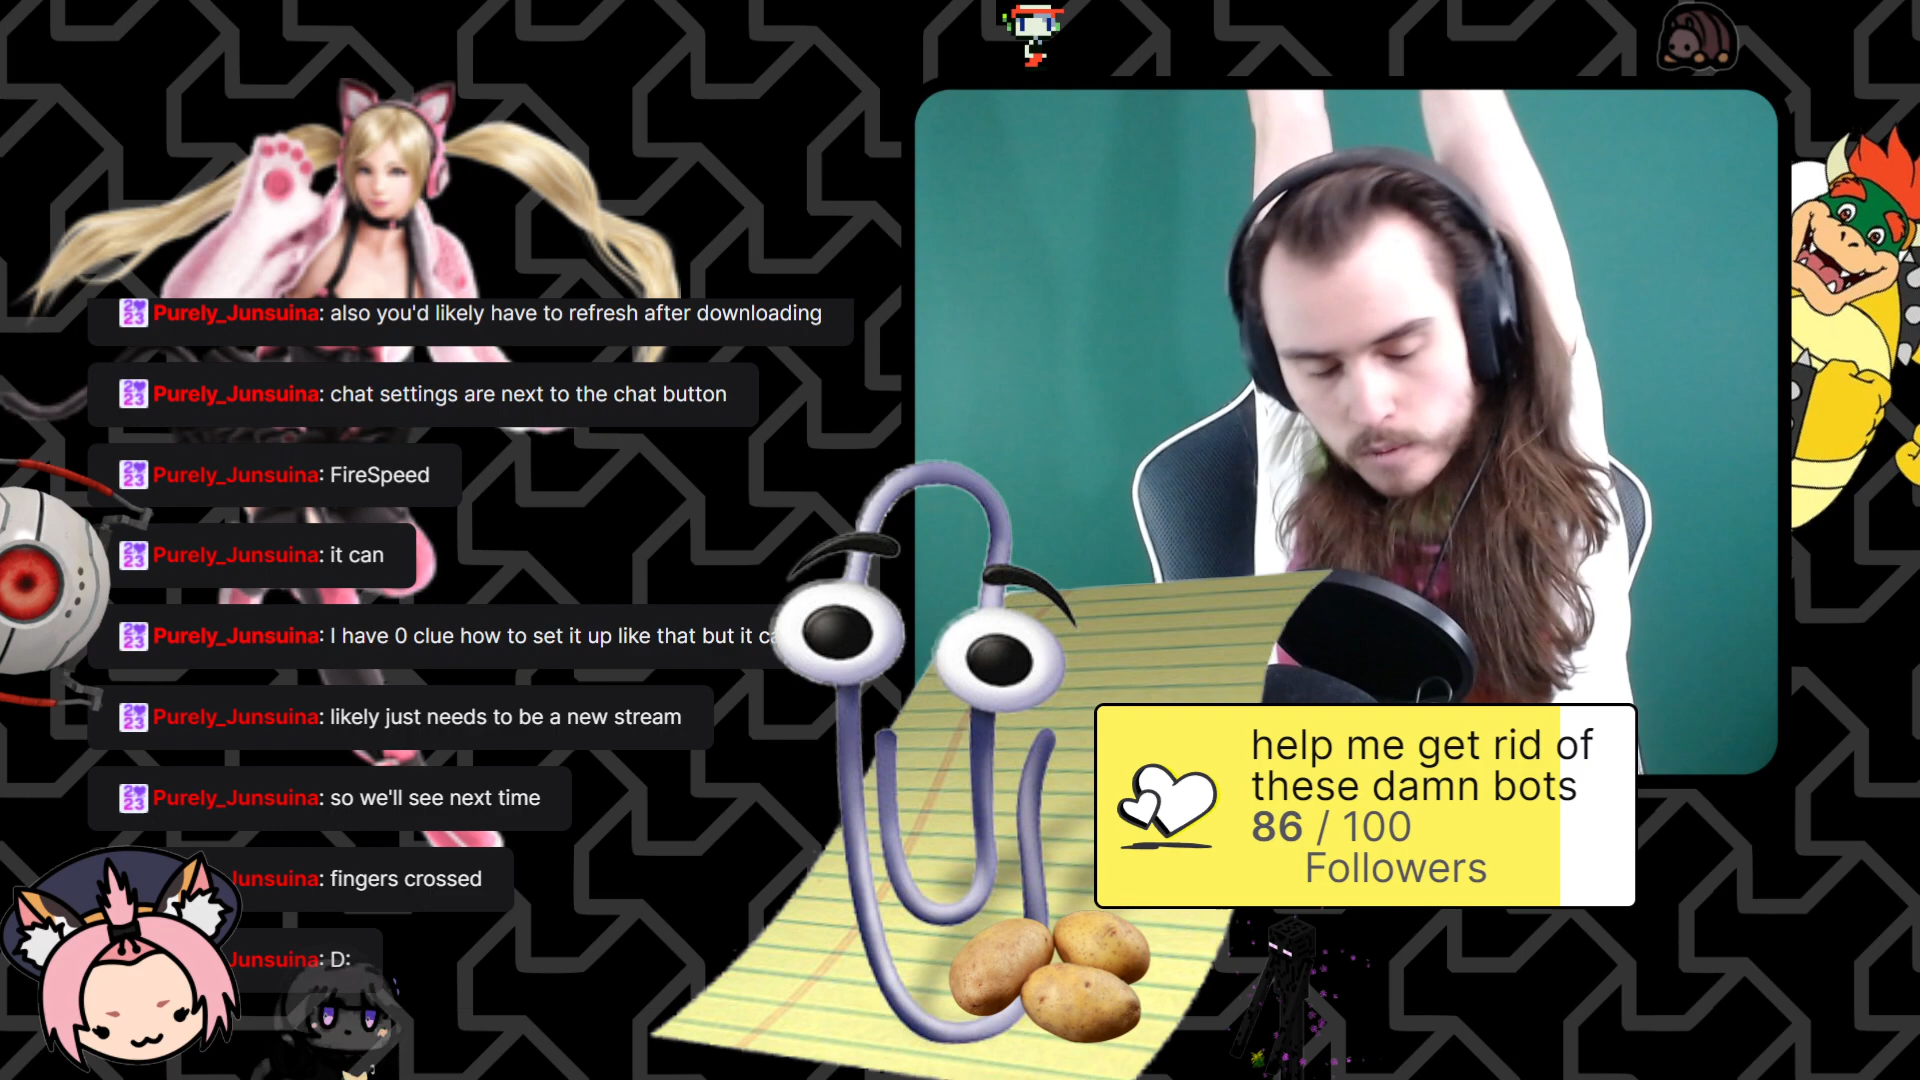 Purely_Junsuina: also you'd likely have to refresh after downloading
Purely_Junsuina: chat settings are next to the chat button
Purely_Junsuina: FireSpeed
Purely_Junsuina: it can
Purely_Junsuina: I have 0 clue how to set it up like that but it
Purely_Junsuina: likely just needs to be a new stream
Purely_Junsuina: so we'll see next time
Junsuina: fingers crossed
Junsuina: D:
help me get rid of
these damn bots
86 / 100
Followers